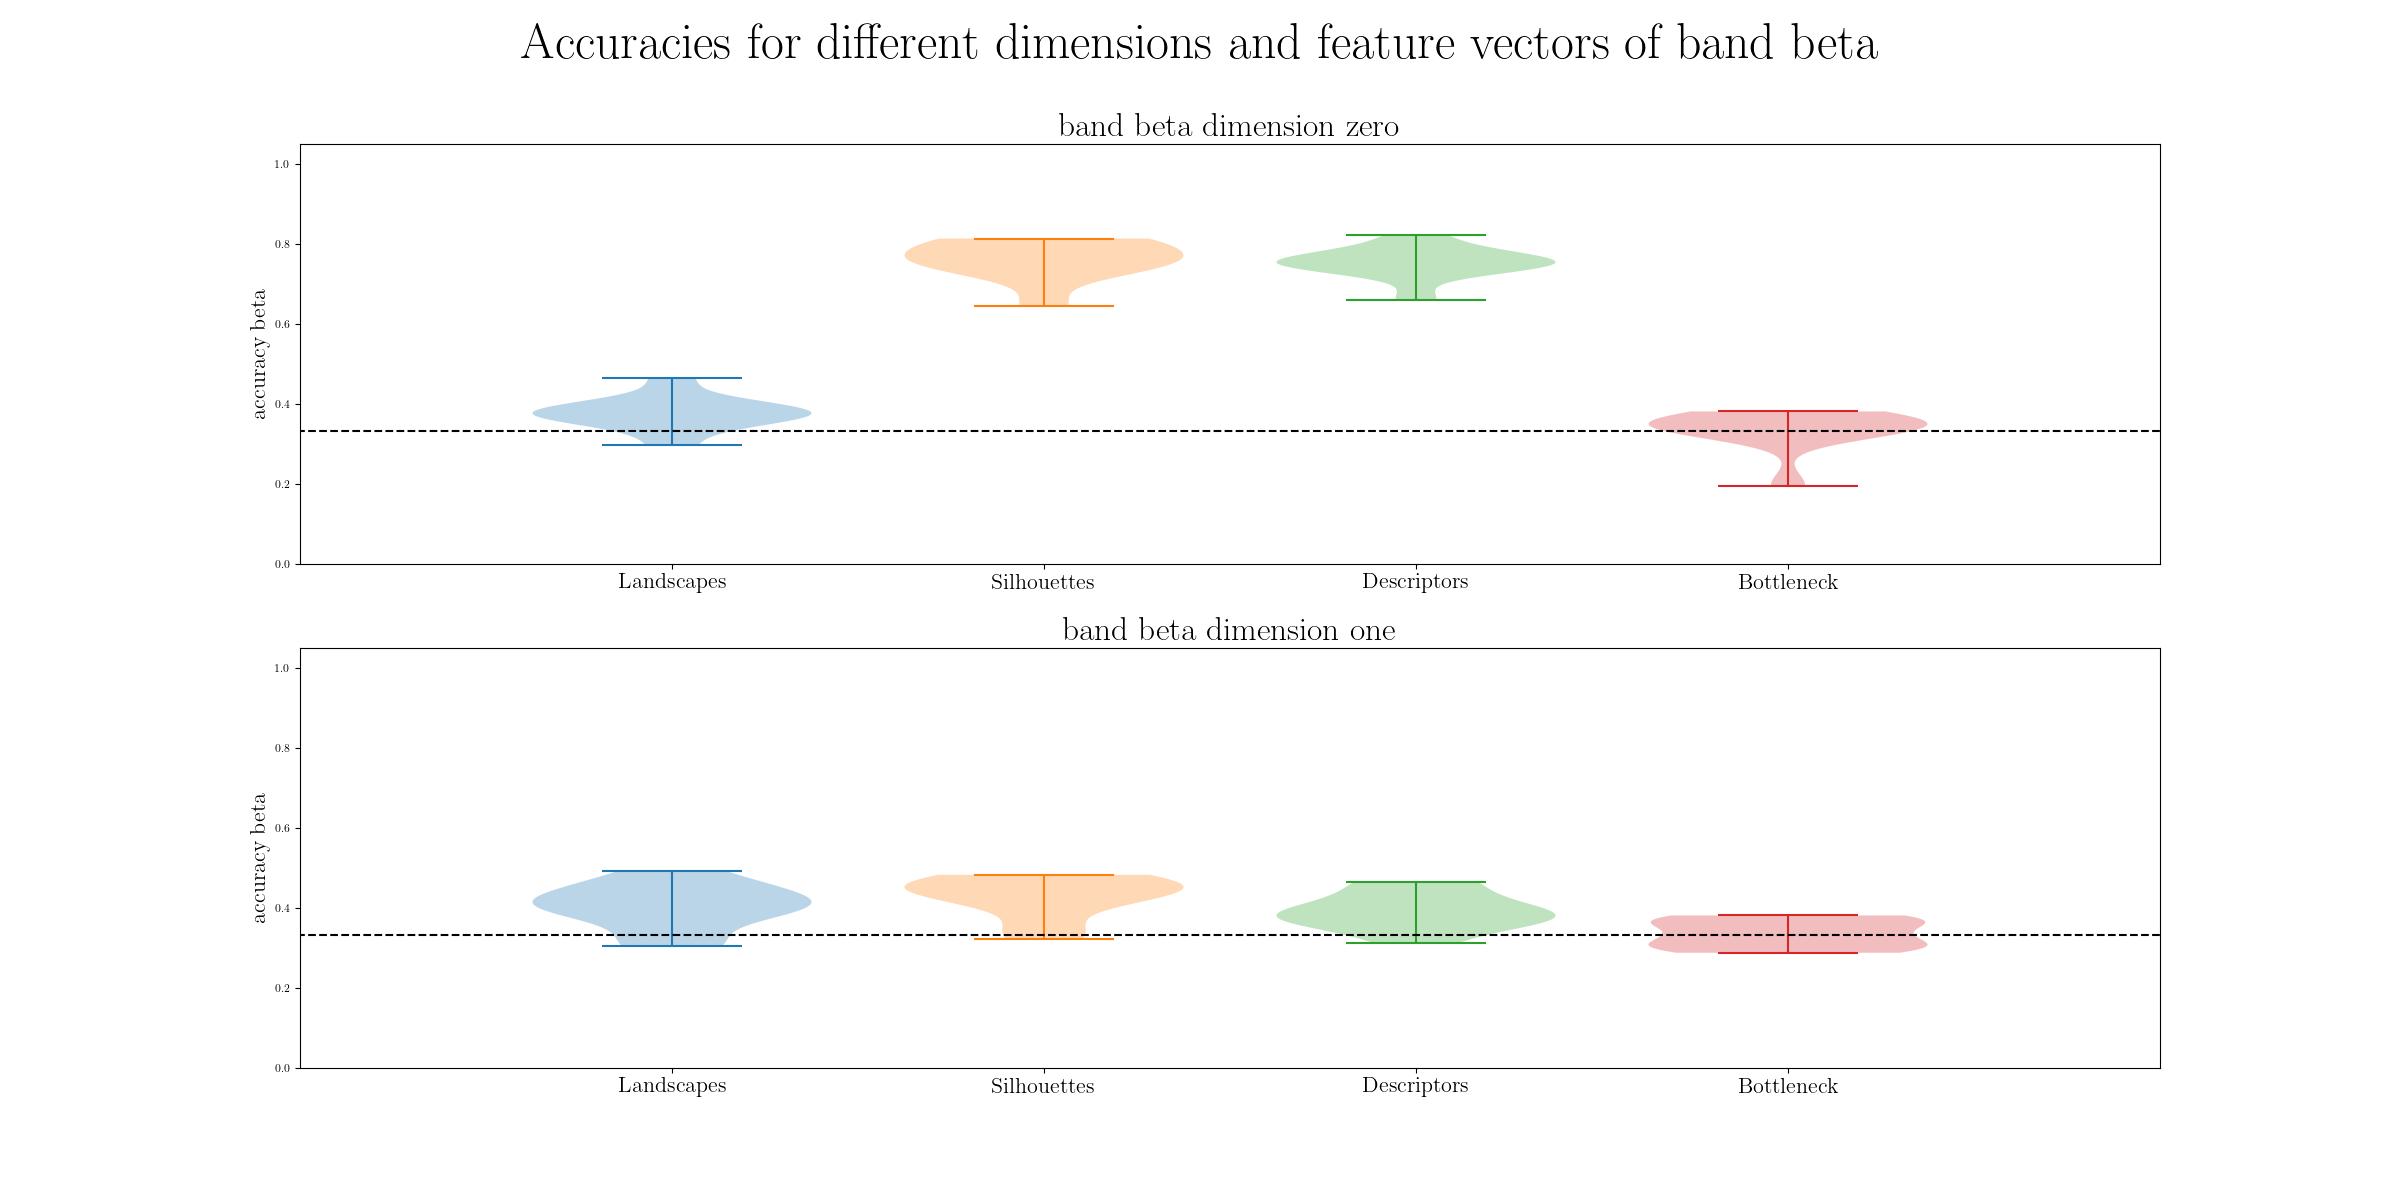 Accuracies for different dimensions and feature vectors of band beta
band beta dimension zero
1.0
0.8
0.6
0.4
0.2
0.0
accuracy beta
Landscapes Silhouettes Descriptors Bottleneck
band beta dimension one
1.0
0.8
0.6
0.4
0.2
0.0
accuracy beta
Landscapes Silhouettes Descriptors Bottleneck